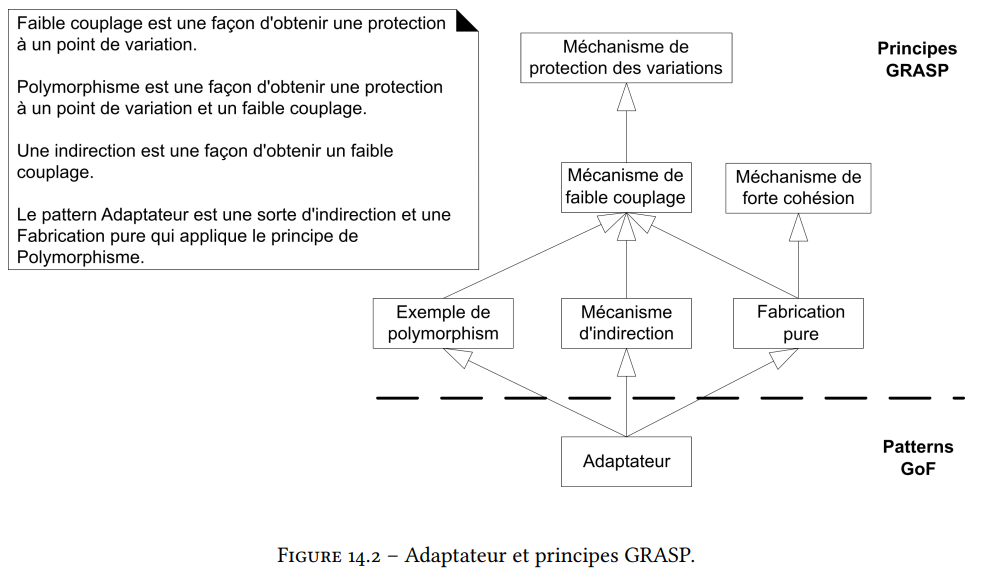 Faible couplage est une façon d'obtenir une protection
à un point de variation.
Polymorphisme est une façon d'obtenir une protection
à un point de variation et un faible couplage.
Une indirection est une façon d'obtenir un faible
couplage.
Le pattern Adaptateur est une sorte d'indirection et une
Fabrication pure qui applique le principe de
Polymorphisme.
Méchanisme de
protection des variations
Principes
GRASP
Mécanisme de
faible couplage
Méchanisme de
forte cohésion
Exemple de
polymorphism
Mécanisme
d'indirection
Fabrication
pure
Adaptateur
Patterns
GoF
Figure 14.2 – Adaptateur et principes GRASP.